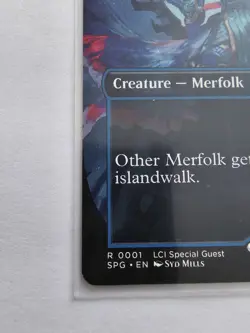 Creature — Merfolk
Other Merfolk get
islandwalk.
R 0001 LCI Special Guest
SPG • EN Syd Mills